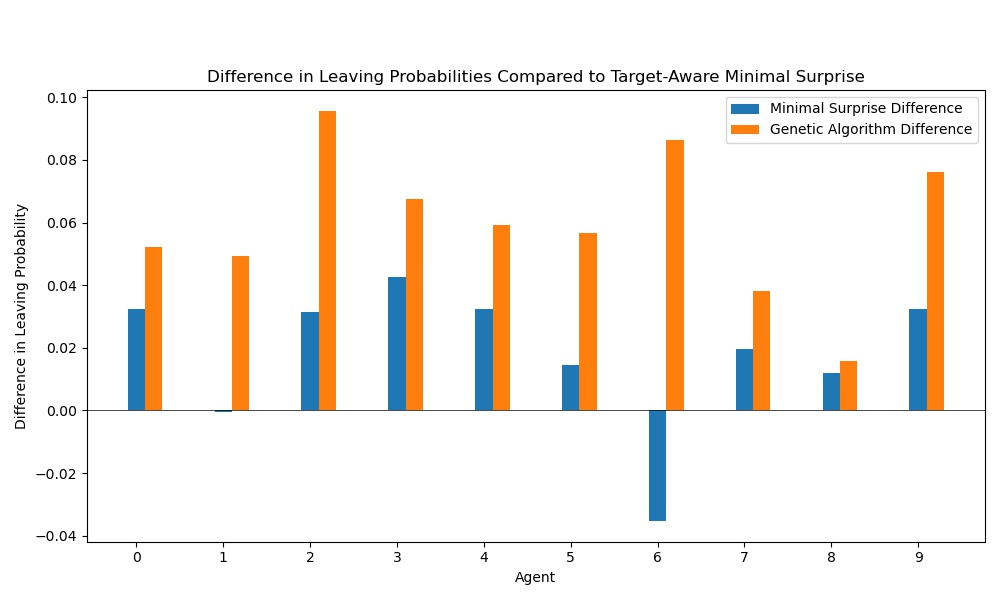 Difference in Leaving Probabilities Compared to Target-Aware Minimal Surprise
Minimal Surprise Difference
Genetic Algorithm Difference
Difference in Leaving Probability
0.10
0.08
0.06
0.04
0.02
0.00
−0.02
−0.04
0 1 2 3 4 5 6 7 8 9
Agent